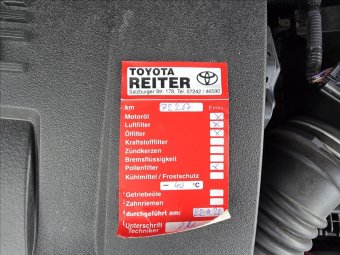 TOYOTA
REITER
Salzburger Str. 178, Tel. 07242 / 46590
km
Motoröl X
Luftfilter X
Ölfilter X
Kraftstofffilter
Zündkerzen
Bremsflüssigkeit
Pollenfilter X
Kühlmittel / Frostschutz
- 40 °C
Getriebeöle
Zahnriemen
durchgeführt am:
Unterschrift
Techniker